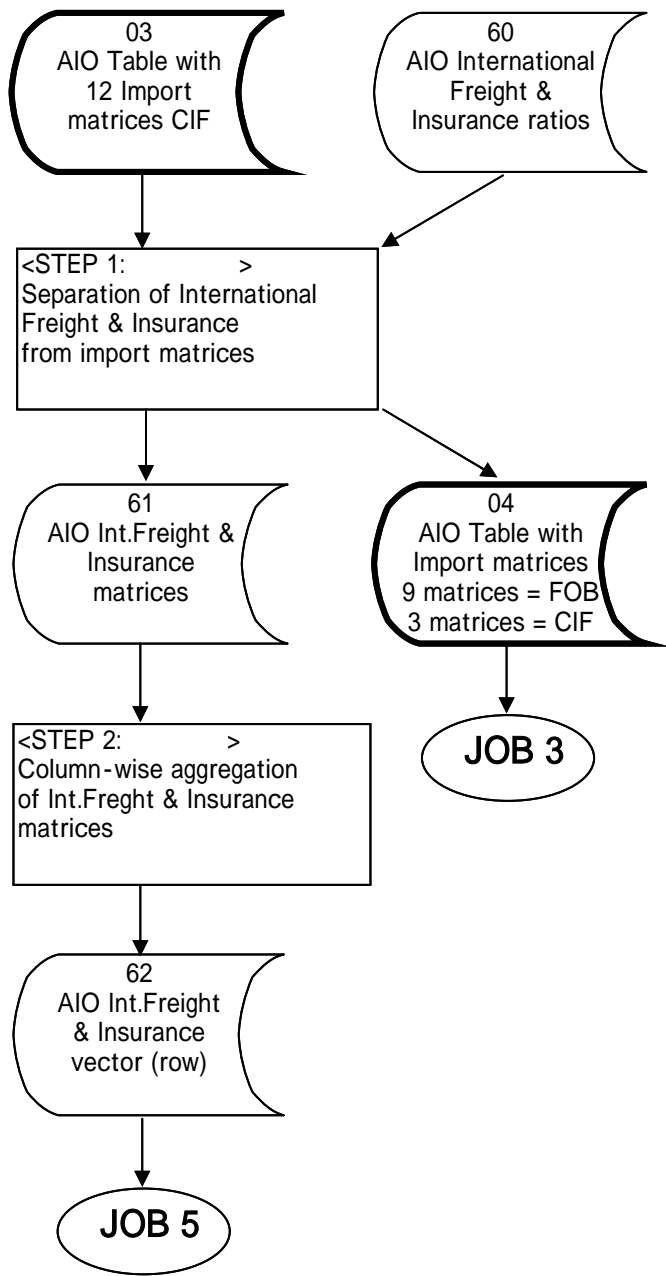 03
AIO Table with
12 Import
matrices CIF
60
AIO International
Freight &
Insurance ratios
<STEP 1: >
Separation of International
Freight & Insurance
from import matrices
61
AIO Int.Freight &
Insurance
matrices
04
AIO Table with
Import matrices
9 matrices = FOB
3 matrices = CIF
JOB 3
<STEP 2: >
Column-wise aggregation
of Int.Freght & Insurance
matrices
62
AIO Int.Freight
& Insurance
vector (row)
JOB 5